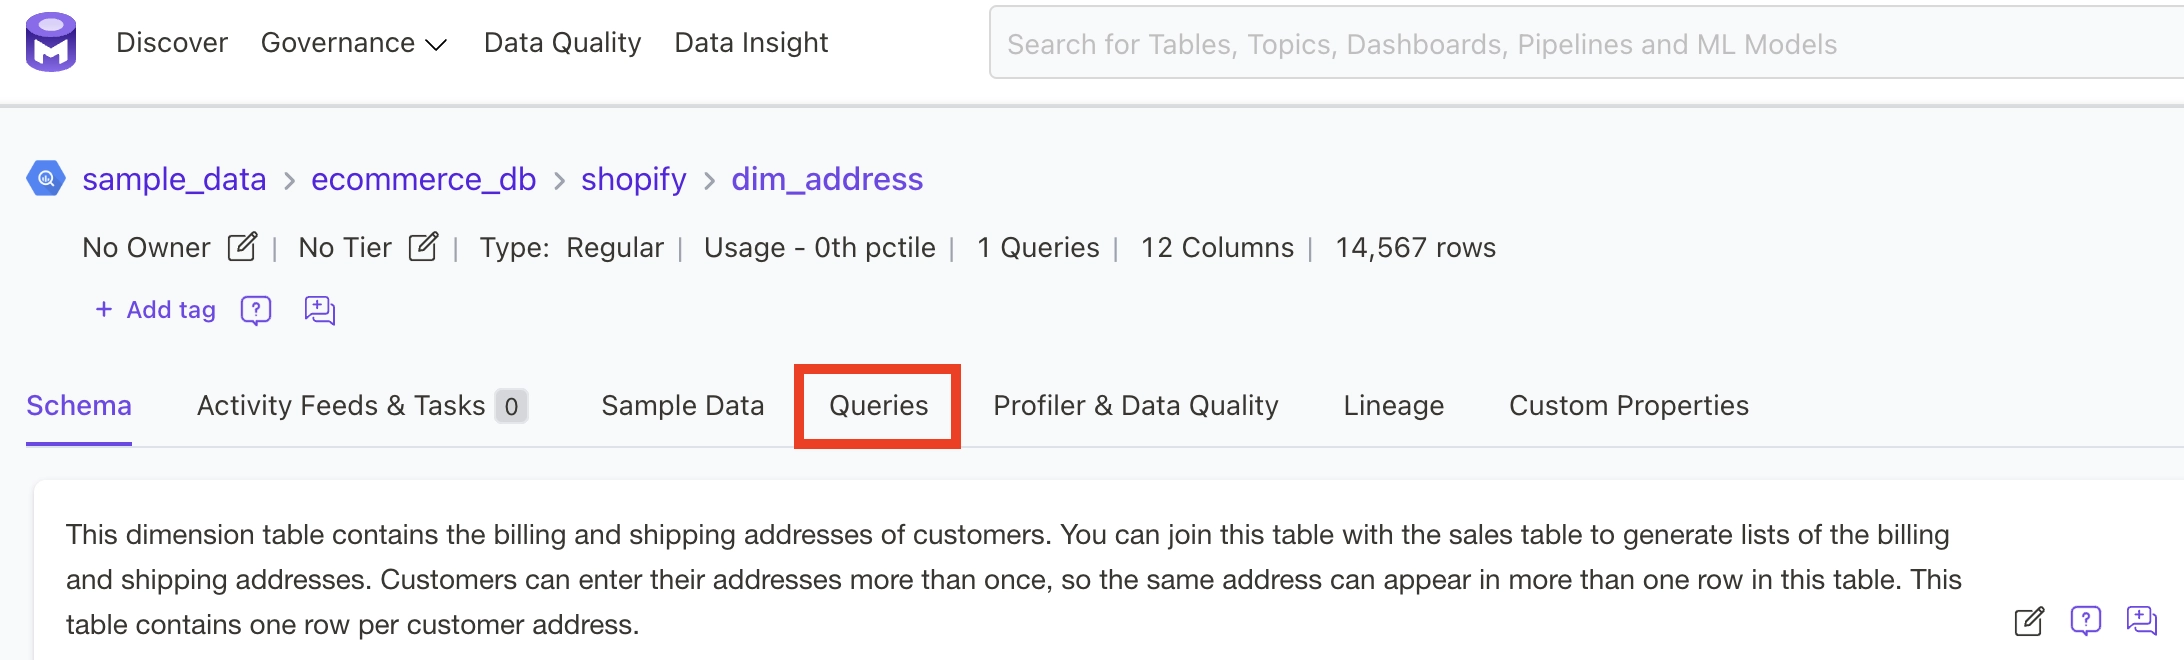 Discover Governance Data Quality Data Insight Search for Tables, Topics, Dashboards, Pipelines and ML Models
sample_data > ecommerce_db > shopify > dim_address
No Owner | No Tier | Type: Regular | Usage - 0th pctile | 1 Queries | 12 Columns | 14,567 rows
+ Add tag
Schema Activity Feeds & Tasks 0 Sample Data Queries Profiler & Data Quality Lineage Custom Properties
This dimension table contains the billing and shipping addresses of customers. You can join this table with the sales table to generate lists of the billing
and shipping addresses. Customers can enter their addresses more than once, so the same address can appear in more than one row in this table. This
table contains one row per customer address.